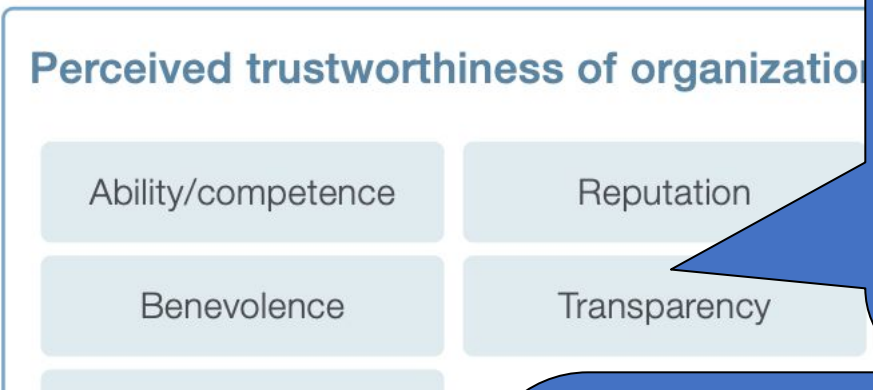 Perceived trustworthiness of organizatio
Ability/competence
Reputation
Benevolence
Transparency